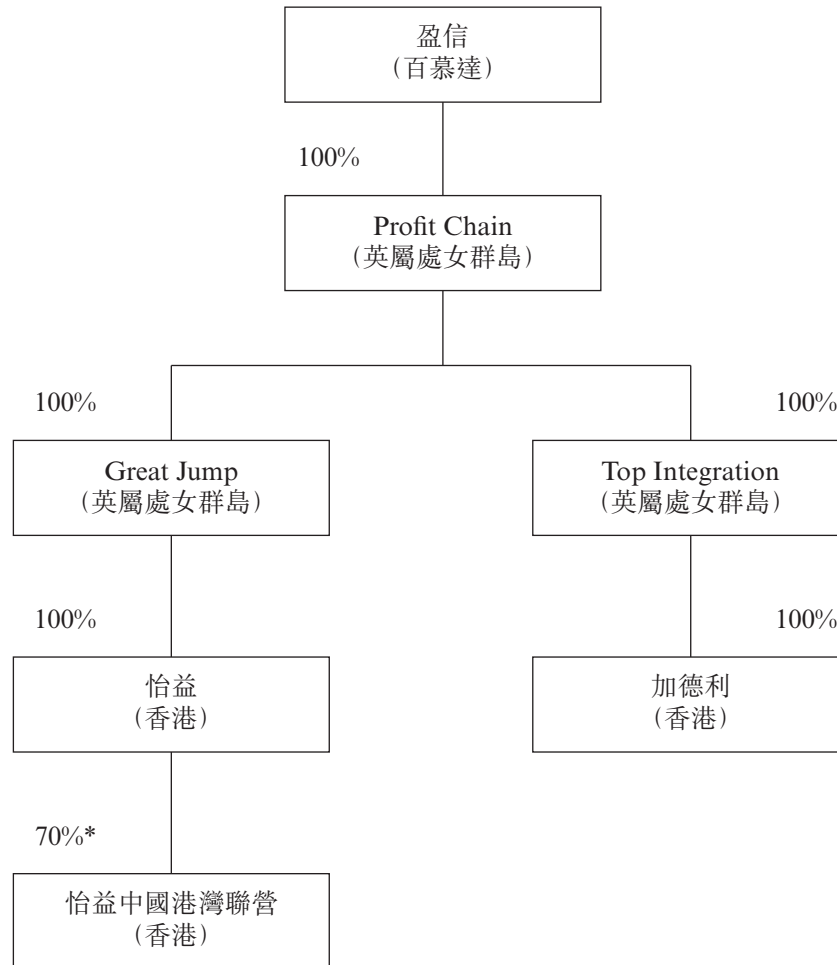 盈信
（百慕達）
100%
Profit Chain
（英屬處女群島）
100%
100%
Great Jump
（英屬處女群島）
Top Integration
（英屬處女群島）
100%
100%
怡益
（香港）
加德利
（香港）
70%*
怡益中國港灣聯營
（香港）